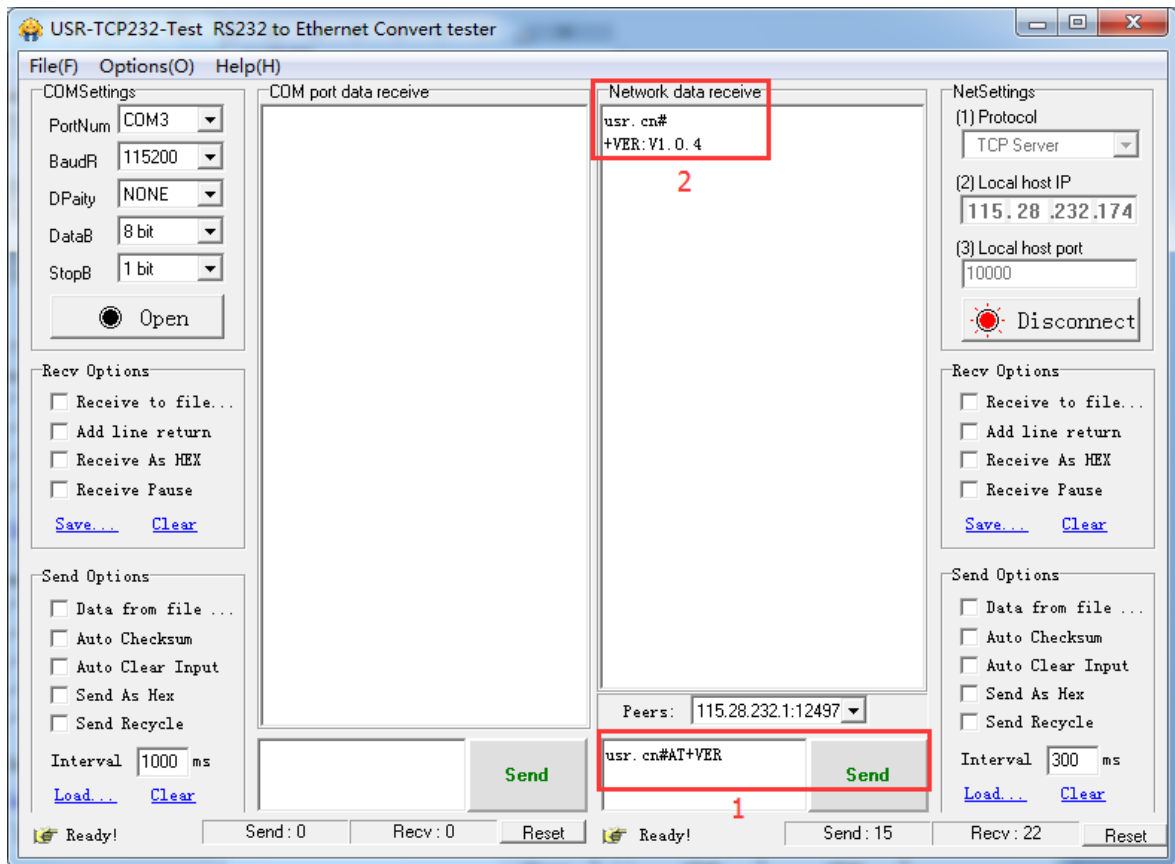 USR-TCP232-Test RS232 to Ethernet Convert tester
File(F) Options(O) Help(H)
COMSettings
PortNum COM3
BaudR 115200
DPaity NONE
DataB 8 bit
StopB 1 bit
Open
Recv Options
Receive to file...
Add line return
Receive As HEX
Receive Pause
Save... Clear
Send Options
Data from file ...
Auto Checksum
Auto Clear Input
Send As Hex
Send Recycle
Interval 1000 ms
Load... Clear
COM port data receive
Send
Ready! Send : 0 Recv : 0 Reset
Network data receive
usr.cn#
+VER:V1.0.4
2
Peers: 115.28.232.1:12497
usr.cn#AT+VER
Send
1
Ready! Send : 15 Recv : 22 Reset
NetSettings
(1) Protocol
TCP Server
(2) Local host IP
115.28.232.174
(3) Local host port
10000
Disconnect
Recv Options
Receive to file...
Add line return
Receive As HEX
Receive Pause
Save... Clear
Send Options
Data from file ...
Auto Checksum
Auto Clear Input
Send As Hex
Send Recycle
Interval 300 ms
Load... Clear